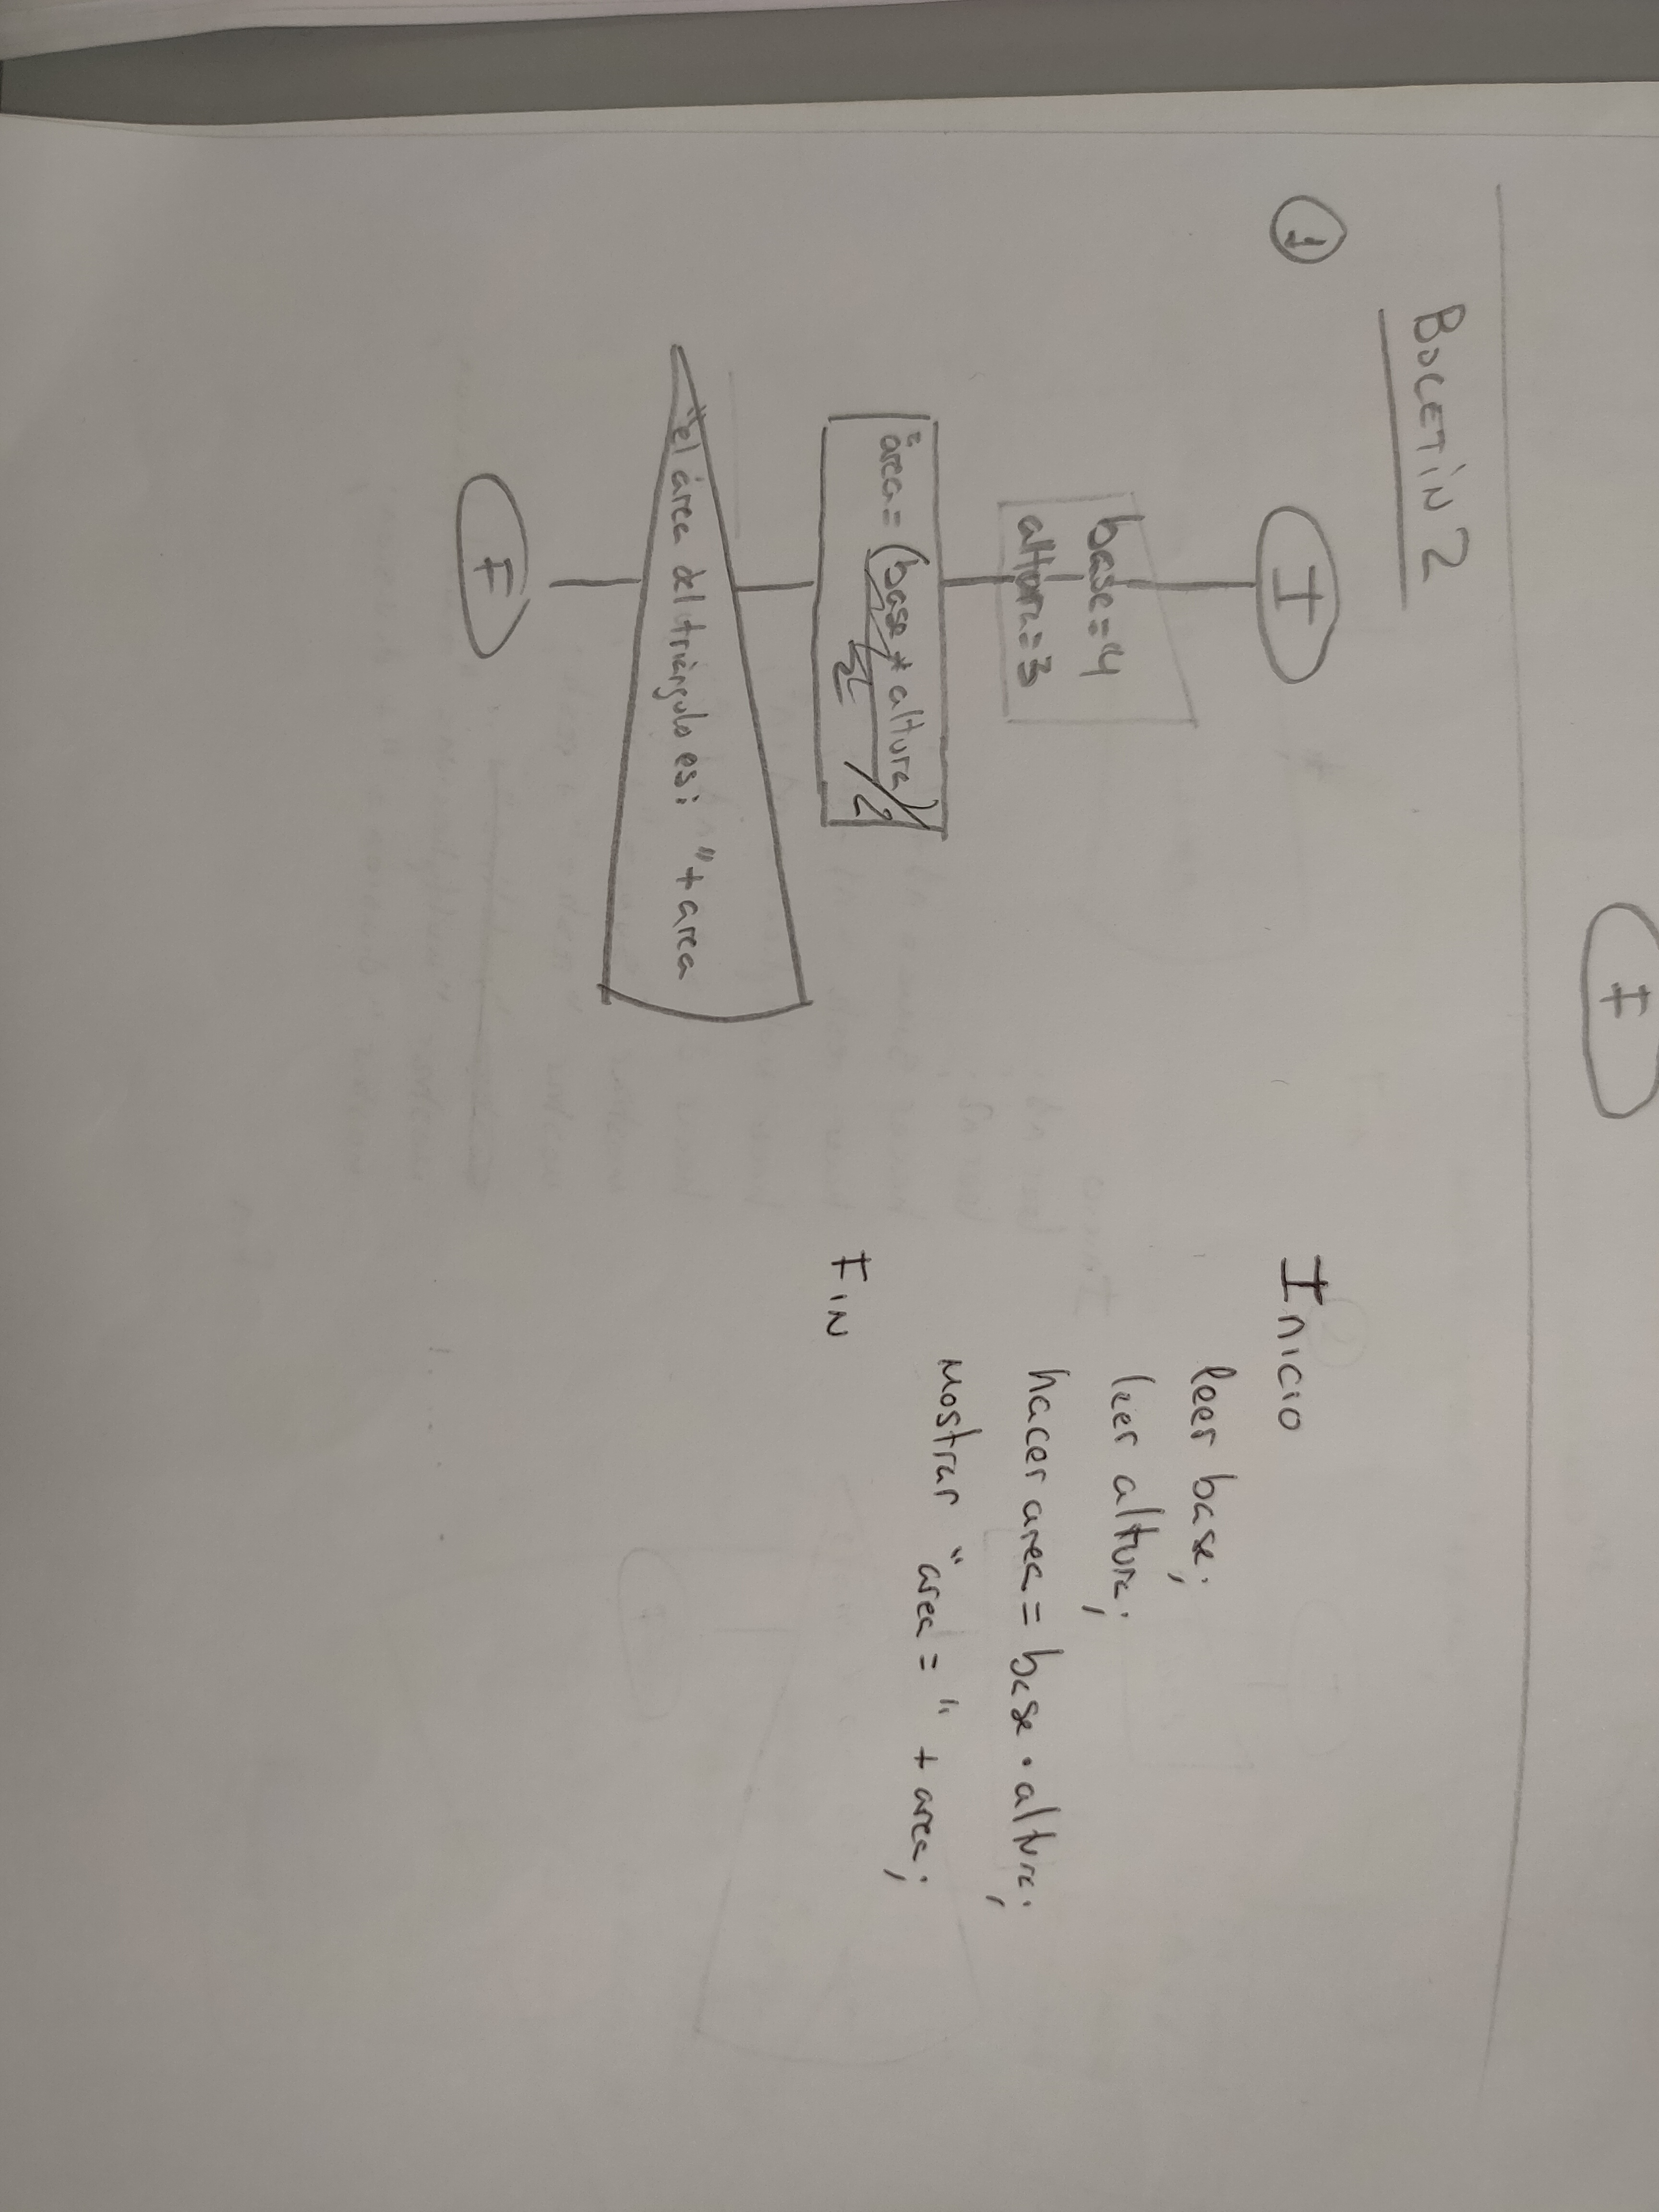 F
BOLETÍN 2
1
I
base=4
altura=3
área=(base*altura)/2
"el área del triángulo es: "+area
F
Inicio
leer base;
leer altura;
hacer area = base · altura;
mostrar "area = " + area;
FIN